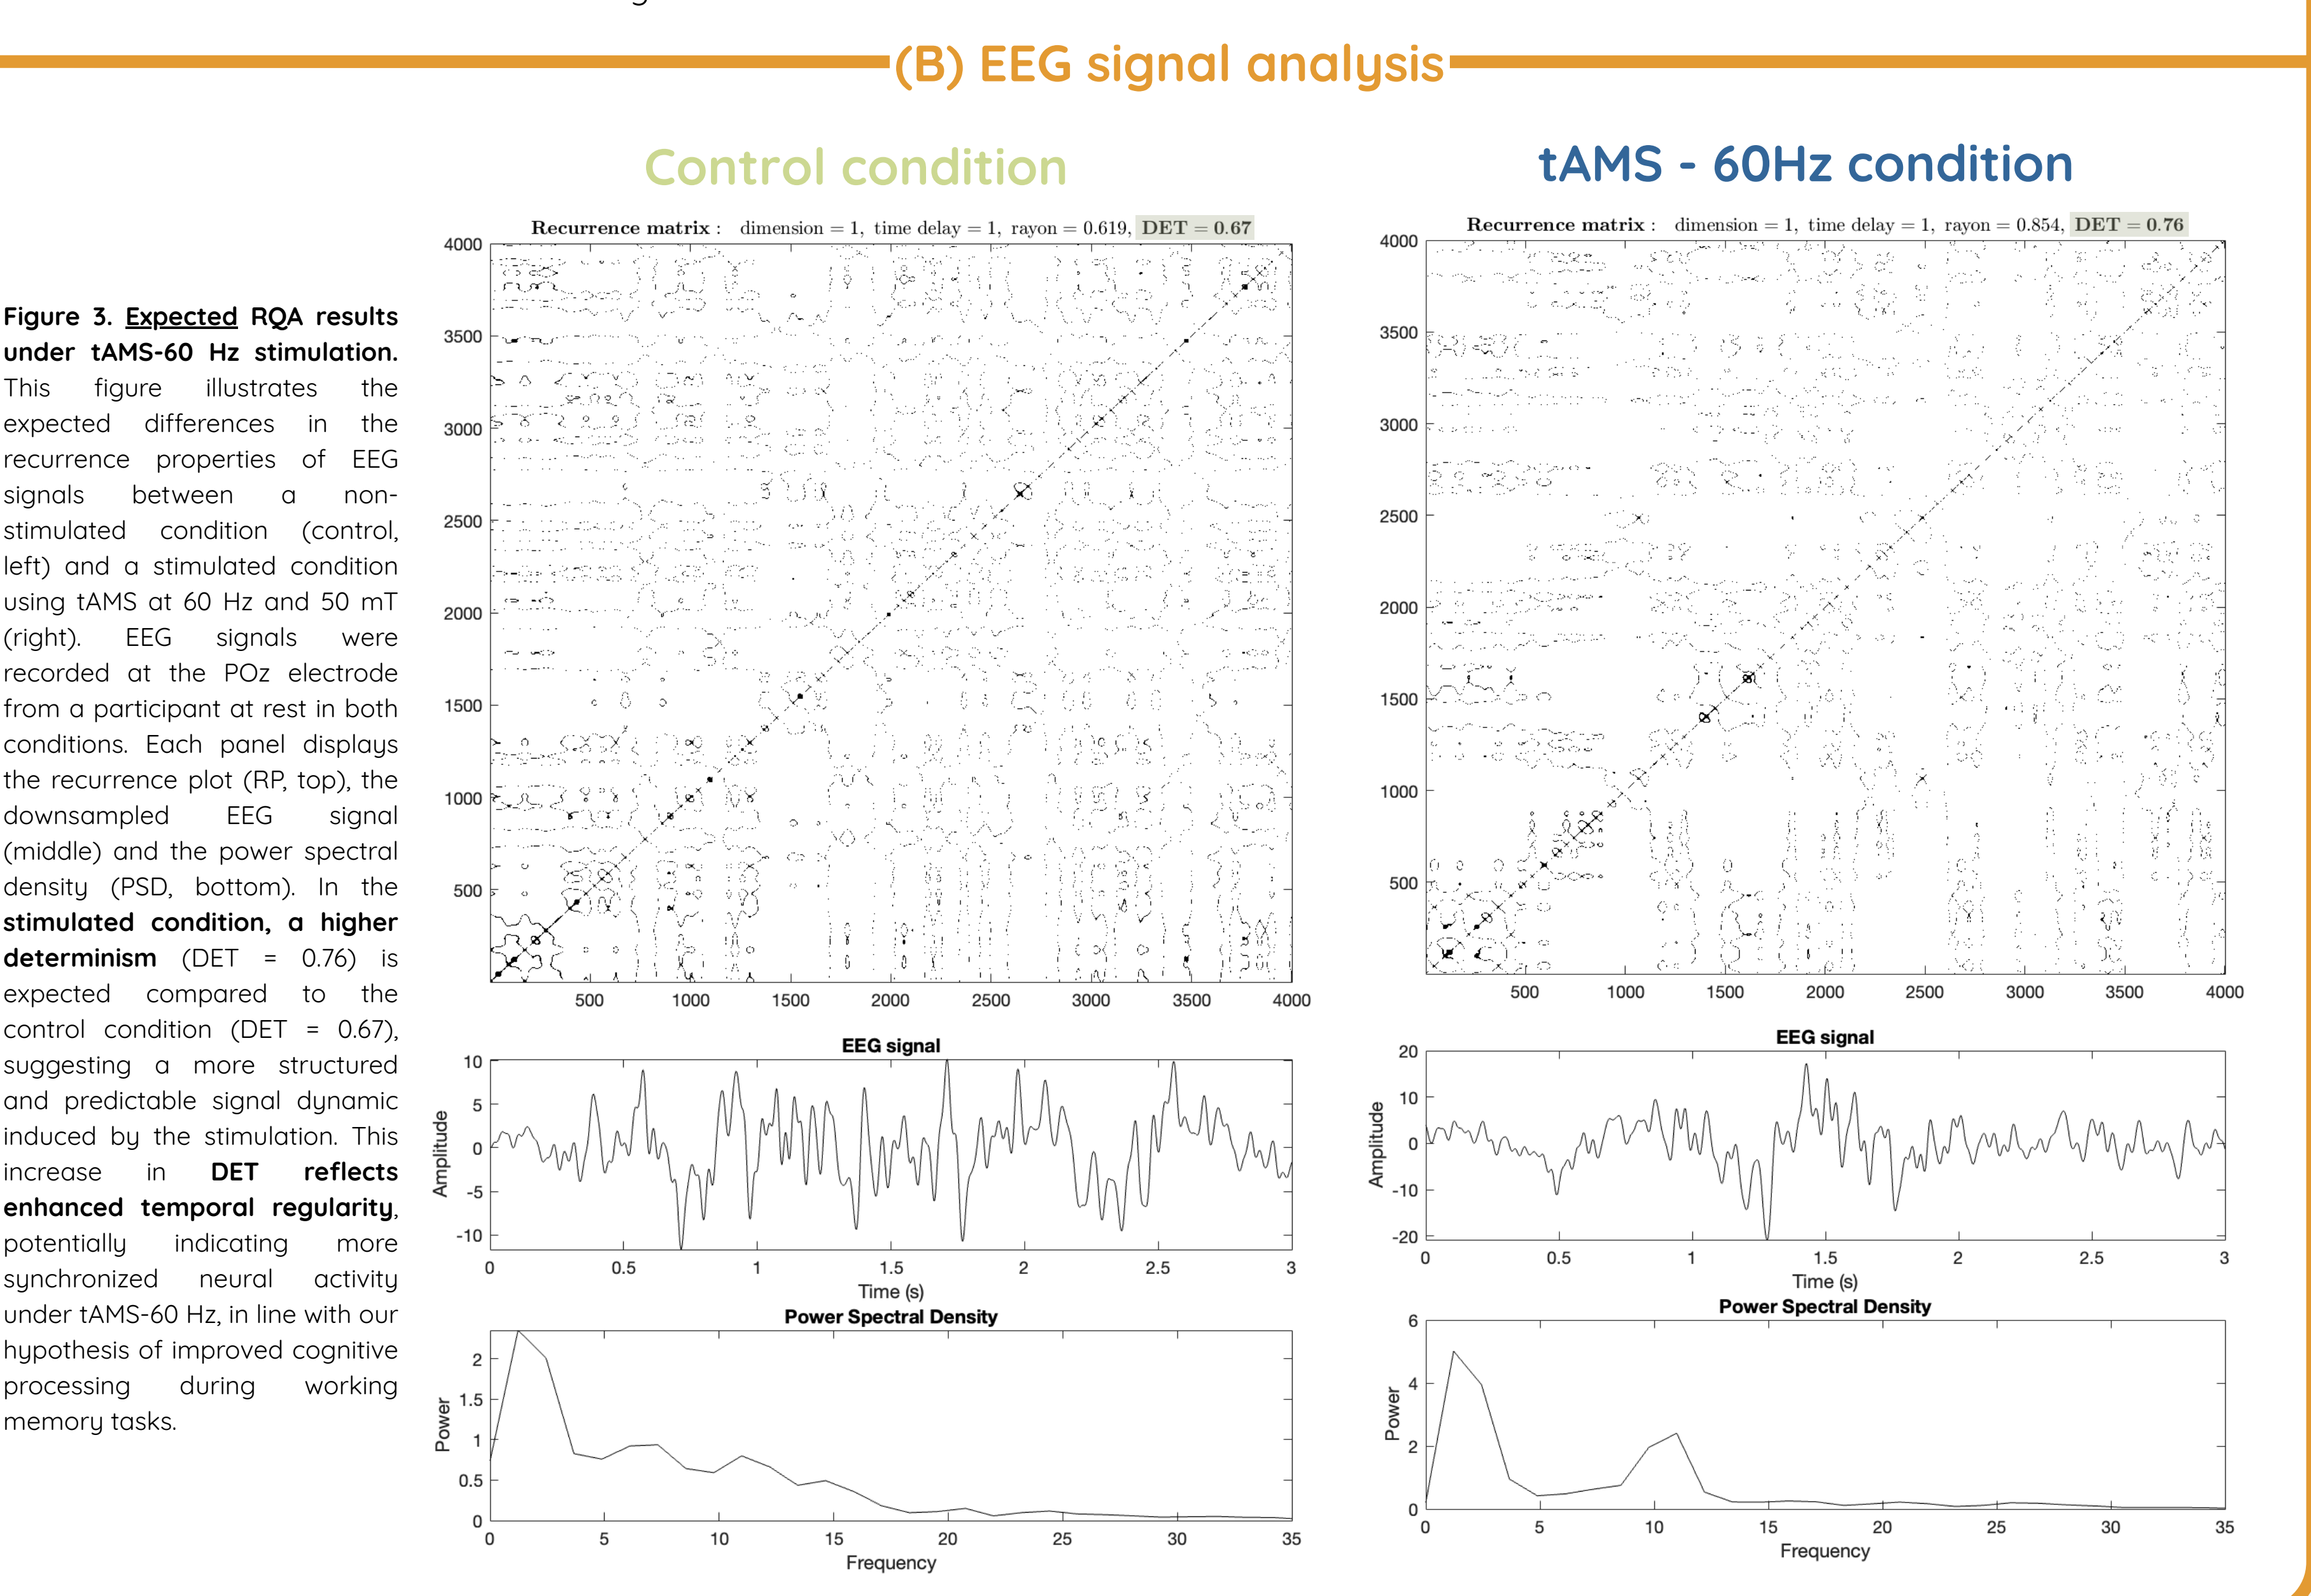 (B) EEG signal analysis
Control condition
tAMS - 60Hz condition
Figure 3. Expected RQA results
under tAMS-60 Hz stimulation.
This figure illustrates the
expected differences in the
recurrence properties of EEG
signals between a non-
stimulated condition (control,
left) and a stimulated condition
using tAMS at 60 Hz and 50 mT
(right). EEG signals were
recorded at the POz electrode
from a participant at rest in both
conditions. Each panel displays
the recurrence plot (RP, top), the
downsampled EEG signal
(middle) and the power spectral
density (PSD, bottom). In the
stimulated condition, a higher
determinism (DET = 0.76) is
expected compared to the
control condition (DET = 0.67),
suggesting a more structured
and predictable signal dynamic
induced by the stimulation. This
increase in DET reflects
enhanced temporal regularity,
potentially indicating more
synchronized neural activity
under tAMS-60 Hz, in line with our
hypothesis of improved cognitive
processing during working
memory tasks.
Recurrence matrix : dimension = 1, time delay = 1, rayon = 0.619, DET = 0.67
4000
3500
3000
2500
2000
1500
1000
500
500 1000 1500 2000 2500 3000 3500 4000
EEG signal
Amplitude
10
5
0
-5
-10
0 0.5 1 1.5 2 2.5 3
Time (s)
Power Spectral Density
Power
2
1.5
1
0.5
0
0 5 10 15 20 25 30 35
Frequency
Recurrence matrix : dimension = 1, time delay = 1, rayon = 0.854, DET = 0.76
4000
3500
3000
2500
2000
1500
1000
500
500 1000 1500 2000 2500 3000 3500 4000
EEG signal
Amplitude
20
10
0
-10
-20
0 0.5 1 1.5 2 2.5 3
Time (s)
Power Spectral Density
Power
6
4
2
0
0 5 10 15 20 25 30 35
Frequency